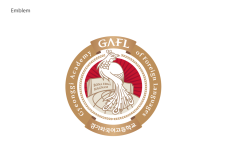 Emblem
GAFL
Gyeonggi Academy of Foreign Languages
경기외국어고등학교